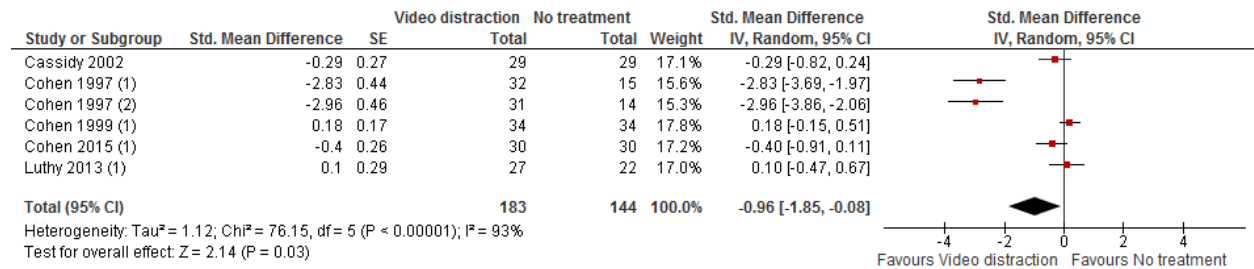 Video distraction No treatment Std. Mean Difference Std. Mean Difference
Study or Subgroup Std. Mean Difference SE Total Total Weight IV, Random, 95% CI IV, Random, 95% CI
Cassidy 2002 -0.29 0.27 29 29 17.1% -0.29 [-0.82, 0.24]
Cohen 1997 (1) -2.83 0.44 32 15 15.6% -2.83 [-3.69, -1.97]
Cohen 1997 (2) -2.96 0.46 31 14 15.3% -2.96 [-3.86, -2.06]
Cohen 1999 (1) 0.18 0.17 34 34 17.8% 0.18 [-0.15, 0.51]
Cohen 2015 (1) -0.4 0.26 30 30 17.2% -0.40 [-0.91, 0.11]
Luthy 2013 (1) 0.1 0.29 27 22 17.0% 0.10 [-0.47, 0.67]
Total (95% CI) 183 144 100.0% -0.96 [-1.85, -0.08]
Heterogeneity: Tau² = 1.12; Chi² = 76.15, df = 5 (P < 0.00001); I² = 93%
Test for overall effect: Z = 2.14 (P = 0.03)
-4 -2 0 2 4
Favours Video distraction Favours No treatment